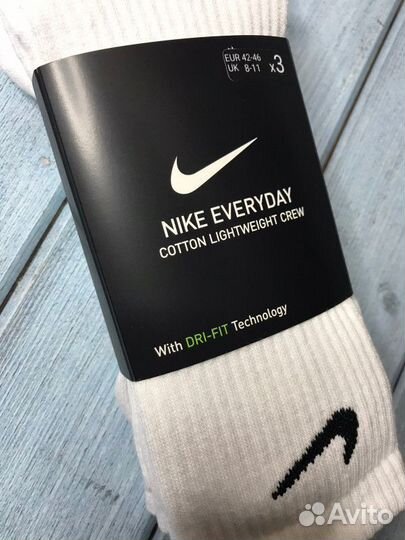 EUR 42-46
UK 8-11 x3
NIKE EVERYDAY
COTTON LIGHTWEIGHT CREW
With DRI-FIT Technology
Avito